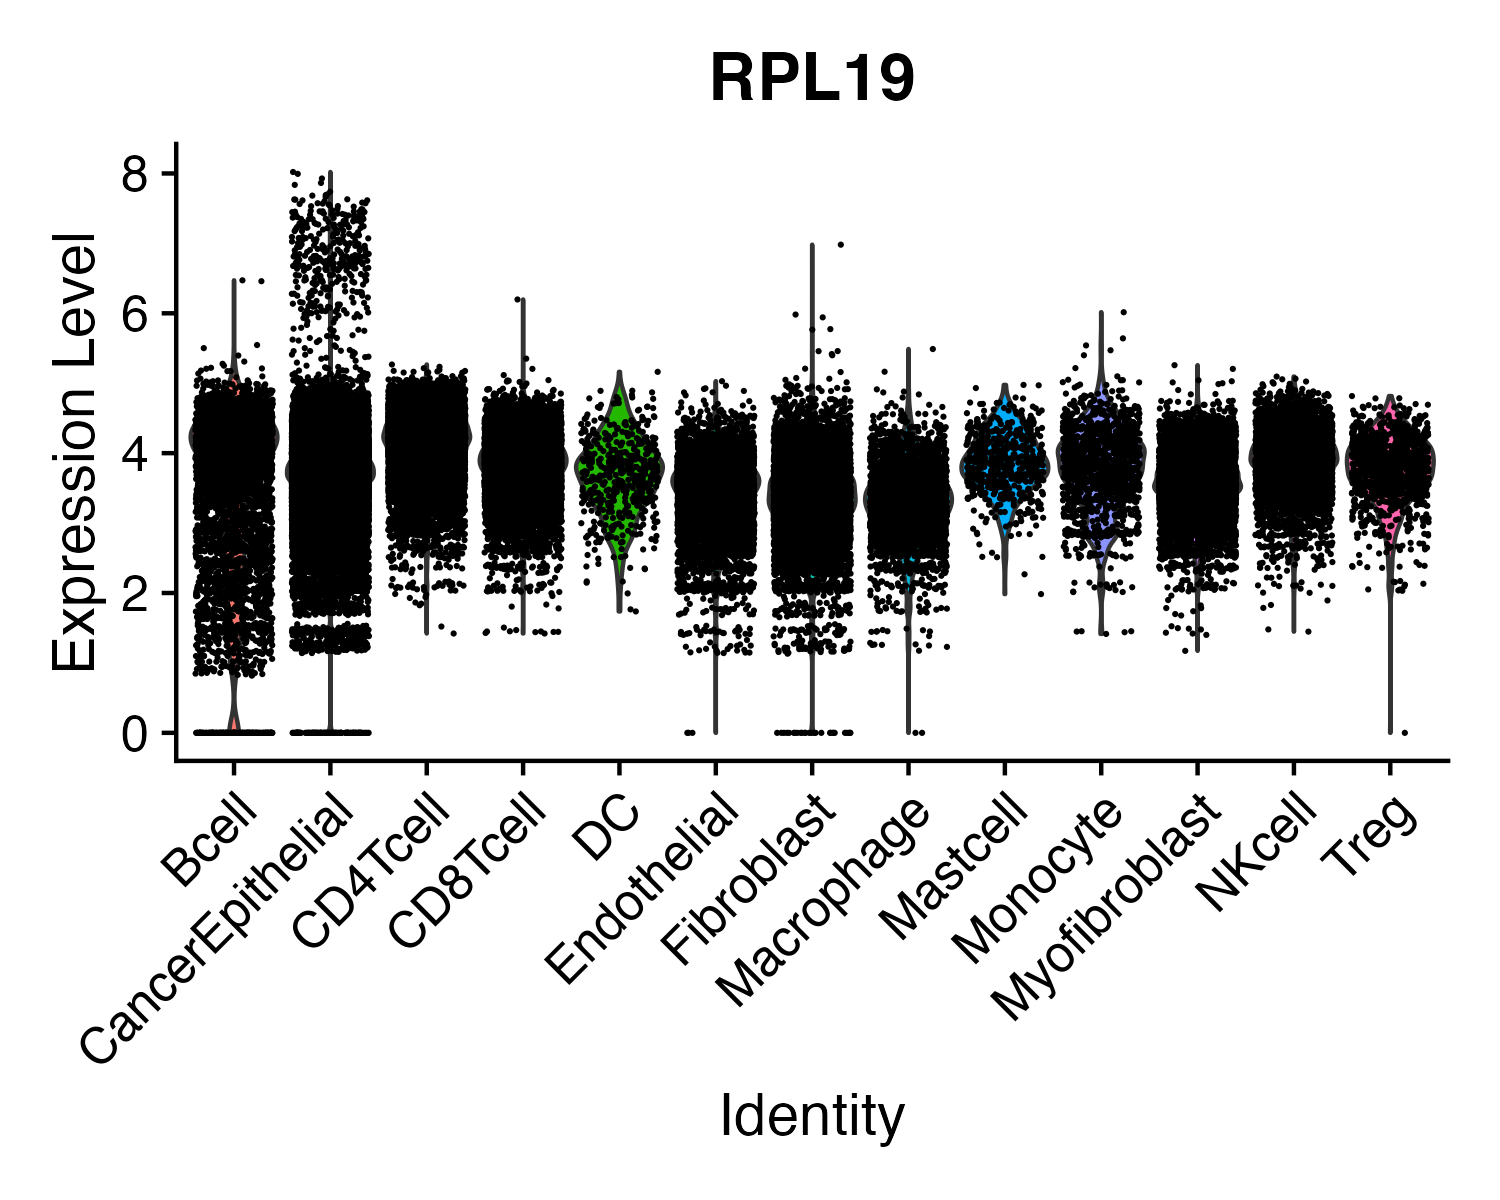 RPL19
Expression Level
8
6
4
2
0
Bcell
CancerEpithelial
CD4Tcell
CD8Tcell
DC
Endothelial
Fibroblast
Macrophage
Mastcell
Monocyte
Myofibroblast
NKcell
Treg
Identity